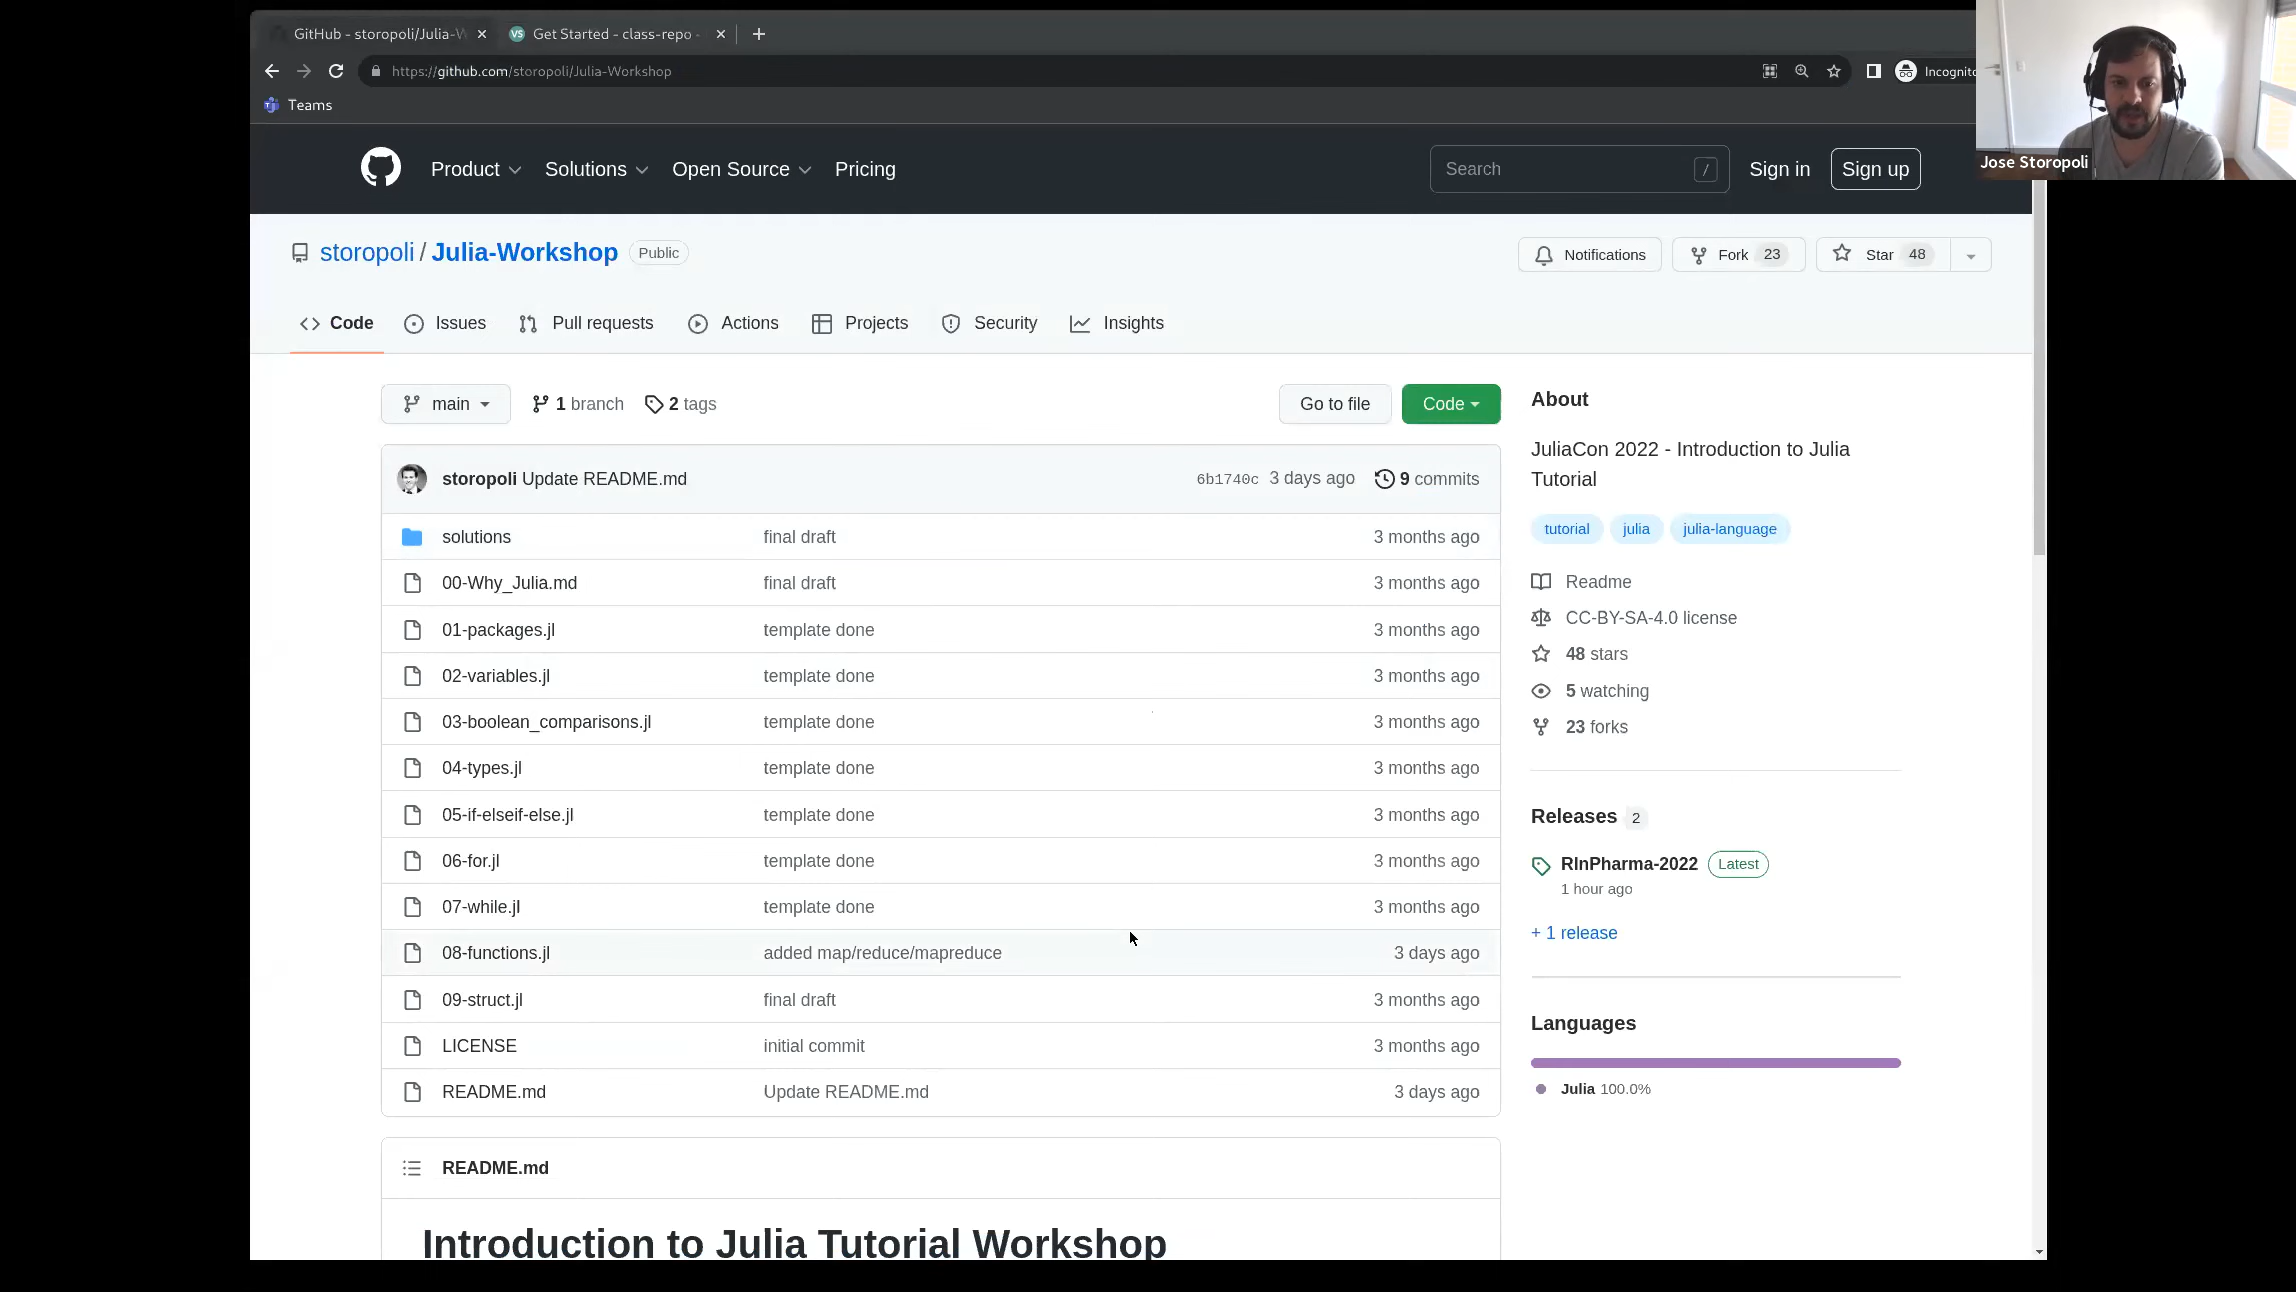 GitHub - storopoli/Julia-W
Get Started - class-repo -
https://github.com/storopoli/Julia-Workshop
Incognito
Teams
Product
Solutions
Open Source
Pricing
Search
/
Sign in
Sign up
Jose Storopoli
storopoli / Julia-Workshop
Public
Notifications
Fork 23
Star 48
Code
Issues
Pull requests
Actions
Projects
Security
Insights
main
1 branch
2 tags
Go to file
Code
storopoli Update README.md 6b1740c 3 days ago 9 commits
solutions final draft 3 months ago
00-Why_Julia.md final draft 3 months ago
01-packages.jl template done 3 months ago
02-variables.jl template done 3 months ago
03-boolean_comparisons.jl template done 3 months ago
04-types.jl template done 3 months ago
05-if-elseif-else.jl template done 3 months ago
06-for.jl template done 3 months ago
07-while.jl template done 3 months ago
08-functions.jl added map/reduce/mapreduce 3 days ago
09-struct.jl final draft 3 months ago
LICENSE initial commit 3 months ago
README.md Update README.md 3 days ago
README.md
Introduction to Julia Tutorial Workshop
About
JuliaCon 2022 - Introduction to Julia
Tutorial
tutorial julia julia-language
Readme
CC-BY-SA-4.0 license
48 stars
5 watching
23 forks
Releases 2
RInPharma-2022 Latest
1 hour ago
+ 1 release
Languages
Julia 100.0%